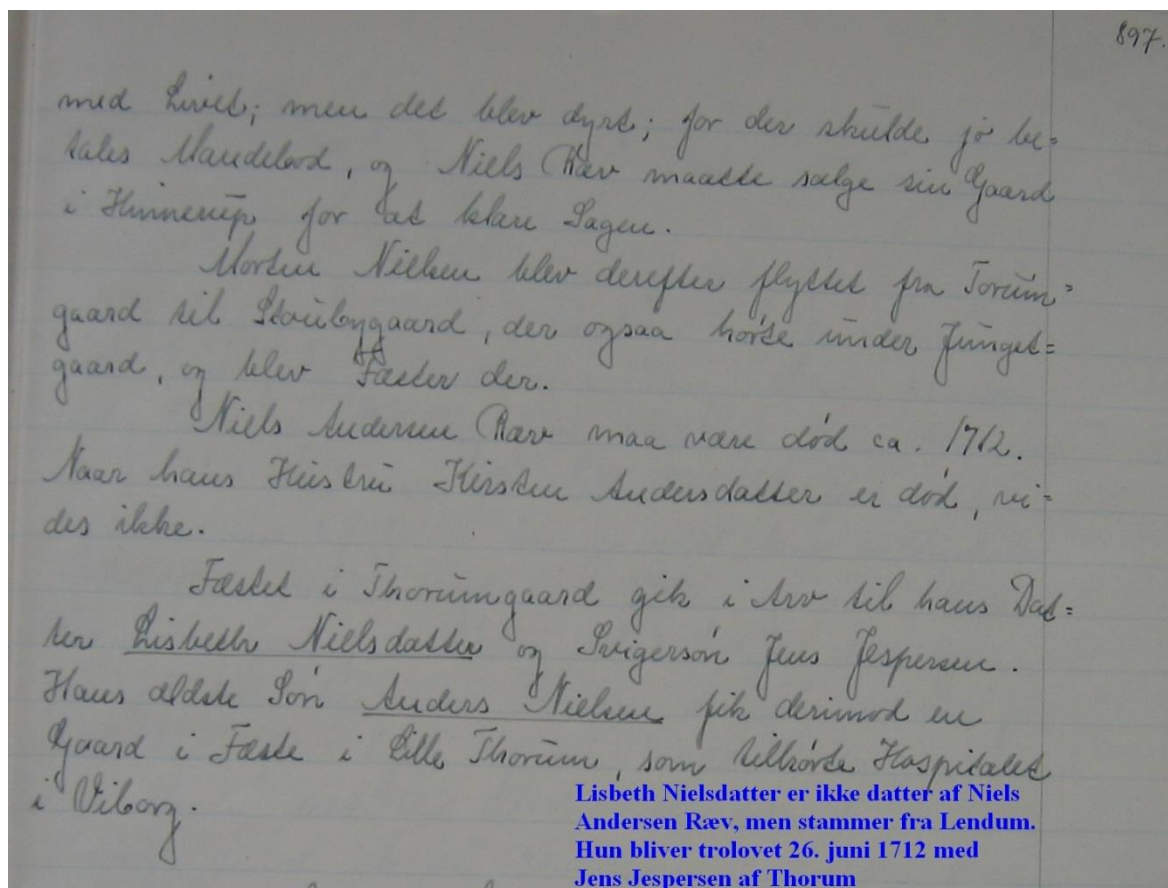 897.
med Livet; men det blev dyrt; for der skulde jo be=
tales Mandebod, og Niels Ræv maatte sælge sin Gaard
i Hinnerup for at klare Sagen.
Morten Nielsen blev derefter flyttet fra Torum=
gaard til Stoubygaard, der ogsaa hørte under Junget=
gaard, og blev Fæster der.
Niels Andersen Ræv maa være død ca. 1712.
Naar hans Hustru Kirsten Andersdatter er død, vi=
des ikke.
Fæstet i Thorumgaard gik i Arv til hans Dat=
ter Lisbeth Nielsdatter og Svigersøn Jens Jespersen.
Hans ældste Søn Anders Nielsen fik derimod en
Gaard i Fæste i Lille Thorum, som tilhørte Hospitalet
i Viborg.
Lisbeth Nielsdatter er ikke datter af Niels
Andersen Ræv, men stammer fra Lendum.
Hun bliver trolovet 26. juni 1712 med
Jens Jespersen af Thorum